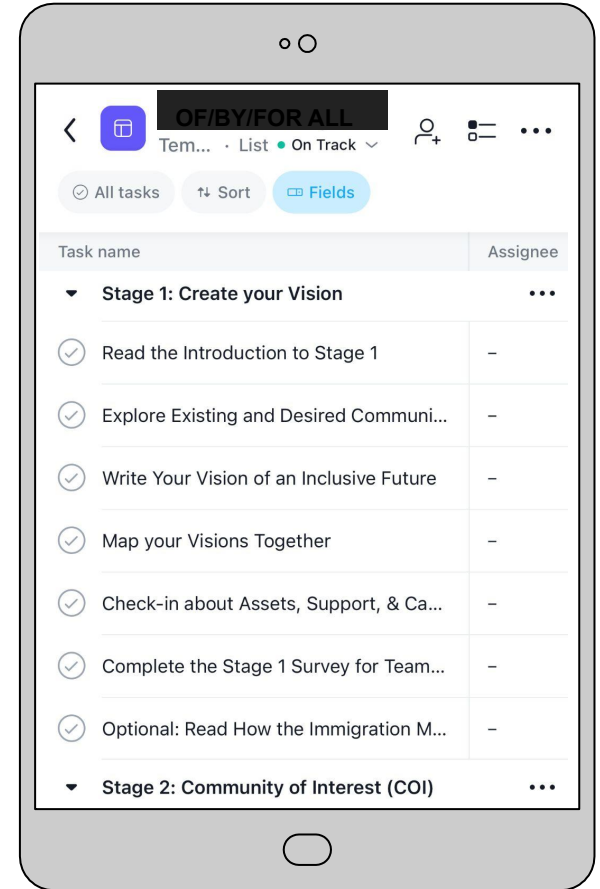 OF/BY/FOR ALL
Tem... · List • On Track
All tasks Sort Fields
Task name Assignee
Stage 1: Create your Vision ...
Read the Introduction to Stage 1 –
Explore Existing and Desired Communi... –
Write Your Vision of an Inclusive Future –
Map your Visions Together –
Check-in about Assets, Support, & Ca... –
Complete the Stage 1 Survey for Team... –
Optional: Read How the Immigration M... –
Stage 2: Community of Interest (COI) ...